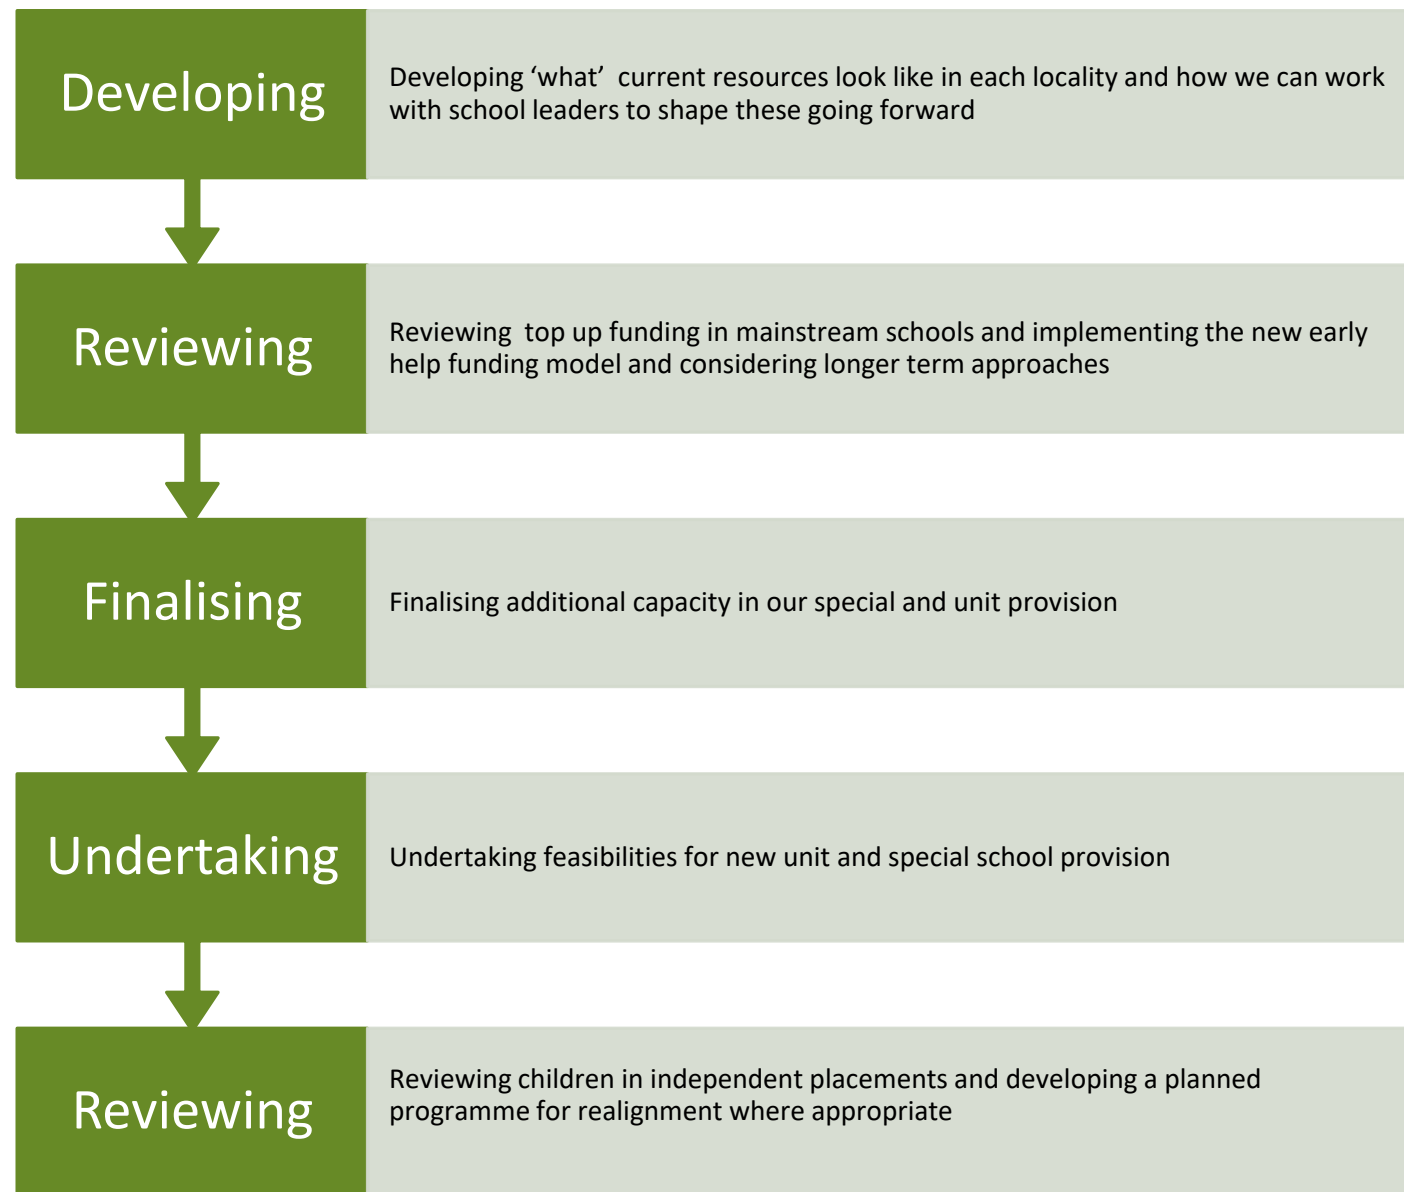 Developing
Developing ‘what’  current resources look like in each locality and how we can work
with school leaders to shape these going forward
Reviewing
Reviewing  top up funding in mainstream schools and implementing the new early
help funding model and considering longer term approaches
Finalising
Finalising additional capacity in our special and unit provision
Undertaking
Undertaking feasibilities for new unit and special school provision
Reviewing
Reviewing children in independent placements and developing a planned
programme for realignment where appropriate